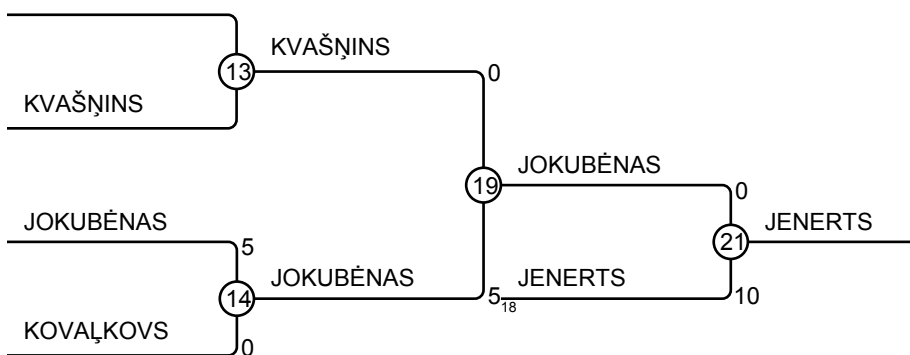 KVAŠŅINS
13
0
KVAŠŅINS
JOKUBĖNAS
19
0
JOKUBĖNAS
5
21
JENERTS
JOKUBĖNAS
JENERTS
14
5
18
10
KOVAĻKOVS
0